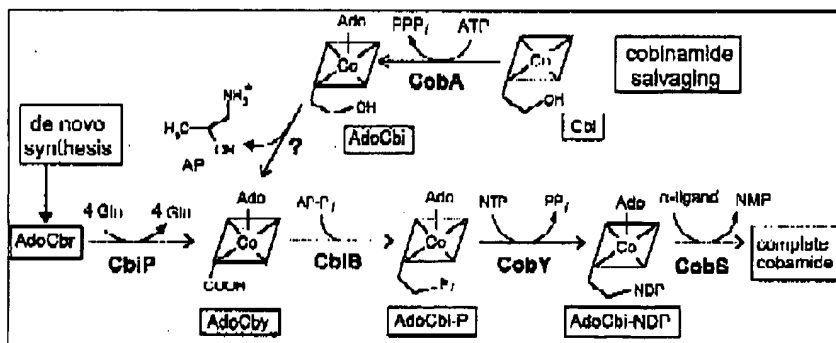 Ado
PPPi
ATP
Co
CobA
Co
cobinamide
salvaging
OH
OH
AdoCbi
Cbi
NH3+
H3C
OH
AP
?
de novo
synthesis
Ado
Ado
Ado
4 Gln
4 Glu
AP-Pi
NTP
PPi
α-ligand
NMP
AdoCbr
CbiP
Co
CbiB
Co
CobY
Co
CobS
complete
cobamide
COOH
Pi
NDP
AdoCby
AdoCbi-P
AdoCbi-NDP